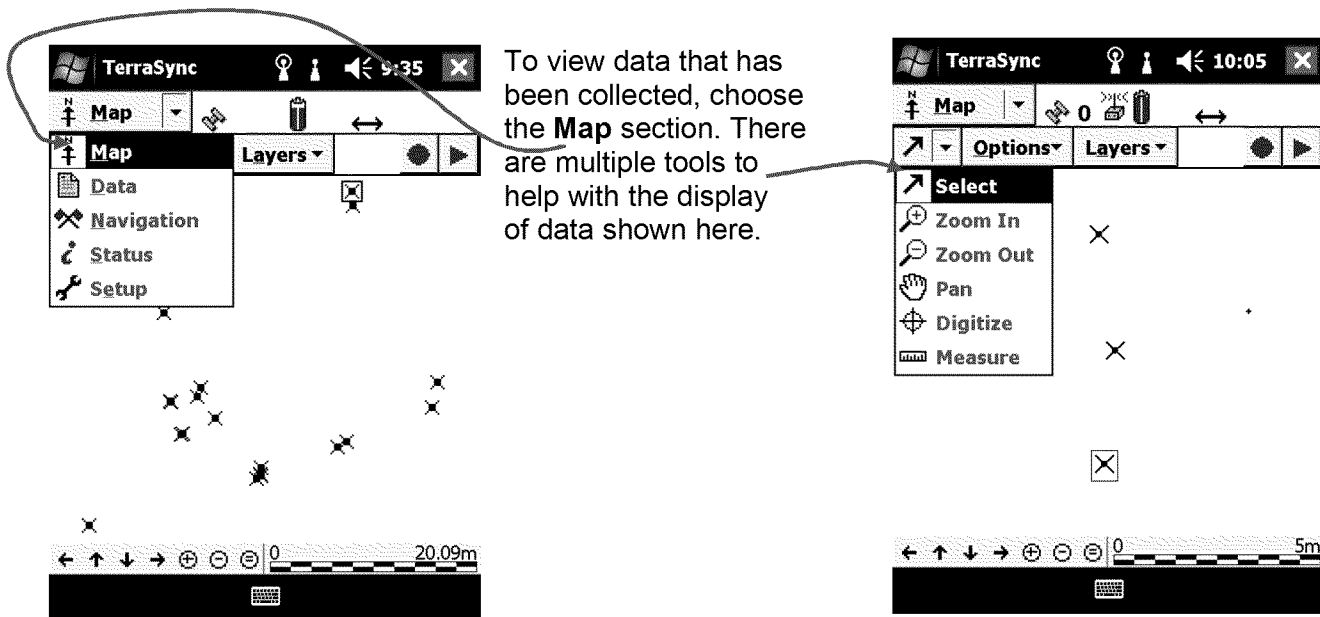 TerraSync 9:35
Map
Map
Layers
Data
Navigation
Status
Setup
0 20.09m
To view data that has
been collected, choose
the Map section. There
are multiple tools to
help with the display
of data shown here.
TerraSync 10:05
Map 0
Options Layers
Select
Zoom In
Zoom Out
Pan
Digitize
Measure
0 5m